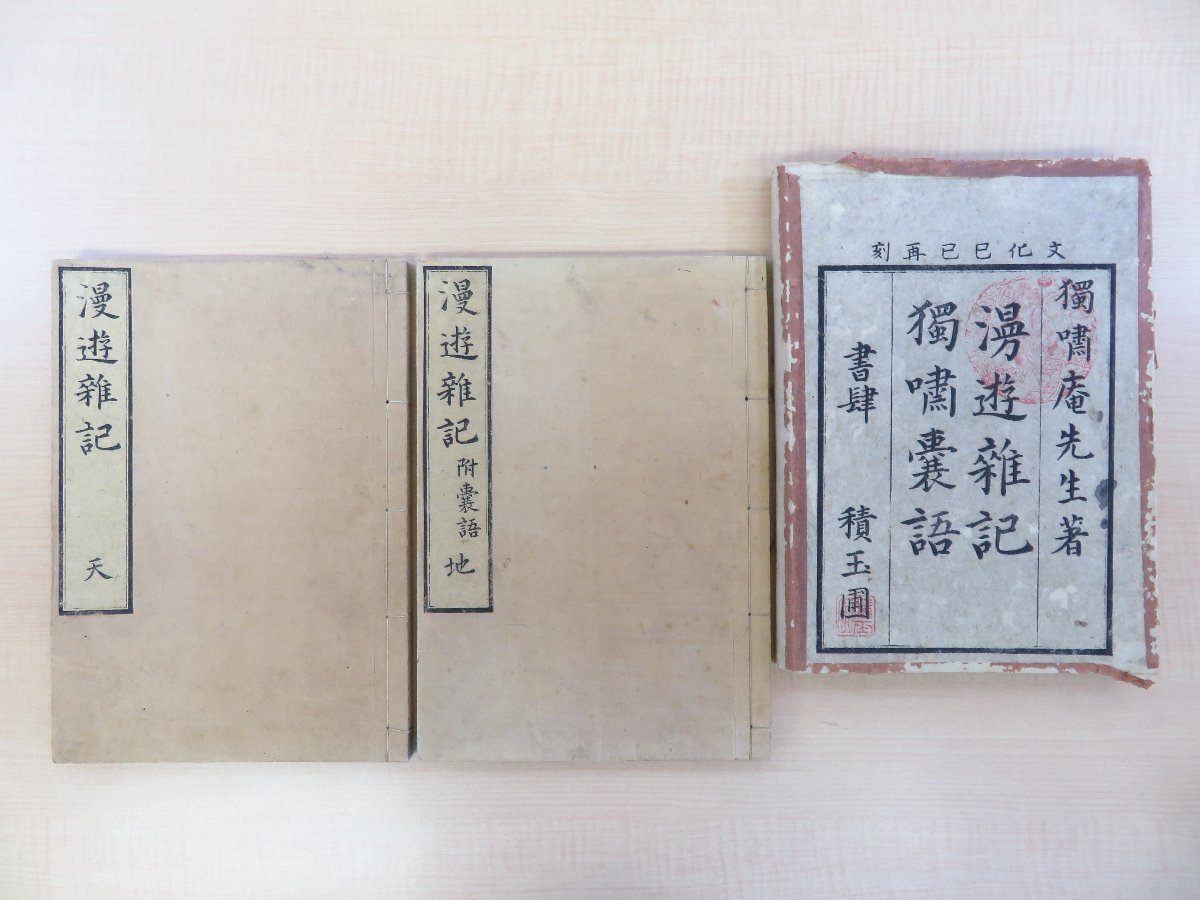 漫遊雜記
天
漫遊雜記
附嚢語
地
文化己巳再刻
獨嘯庵先生著
漫遊雜記
獨嘯嚢語
書肆 積玉圃